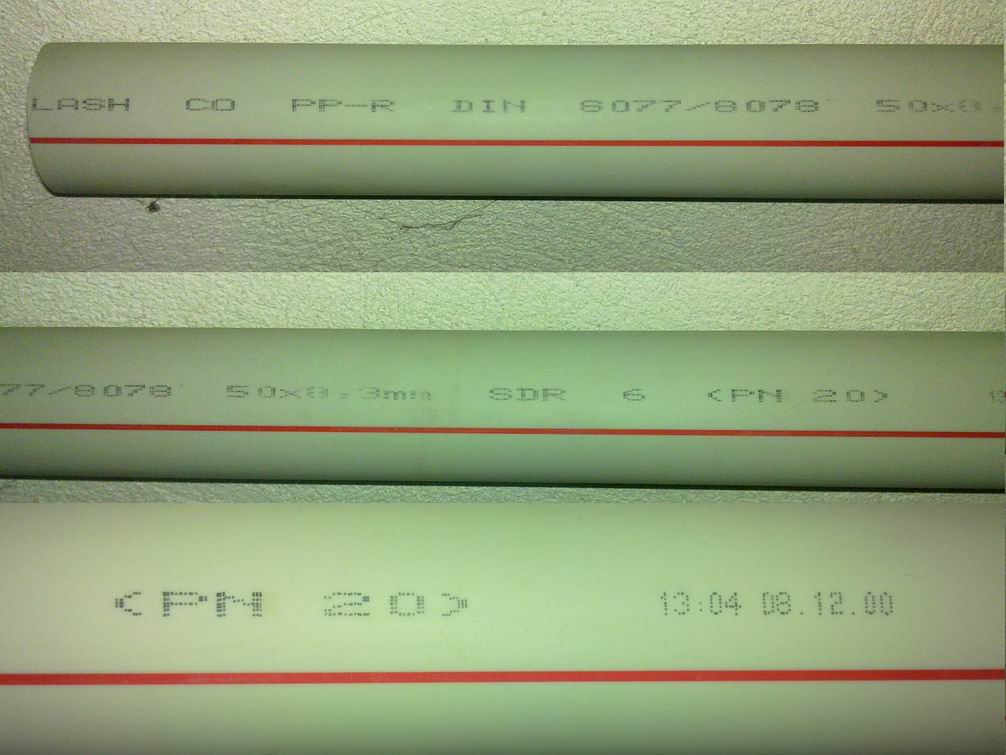 LASH CO PP-R DIN 8077/8078 50x8
77/8078 50x8.3mm SDR 6 <PN 20>
<PN 20> 13:04 08.12.00